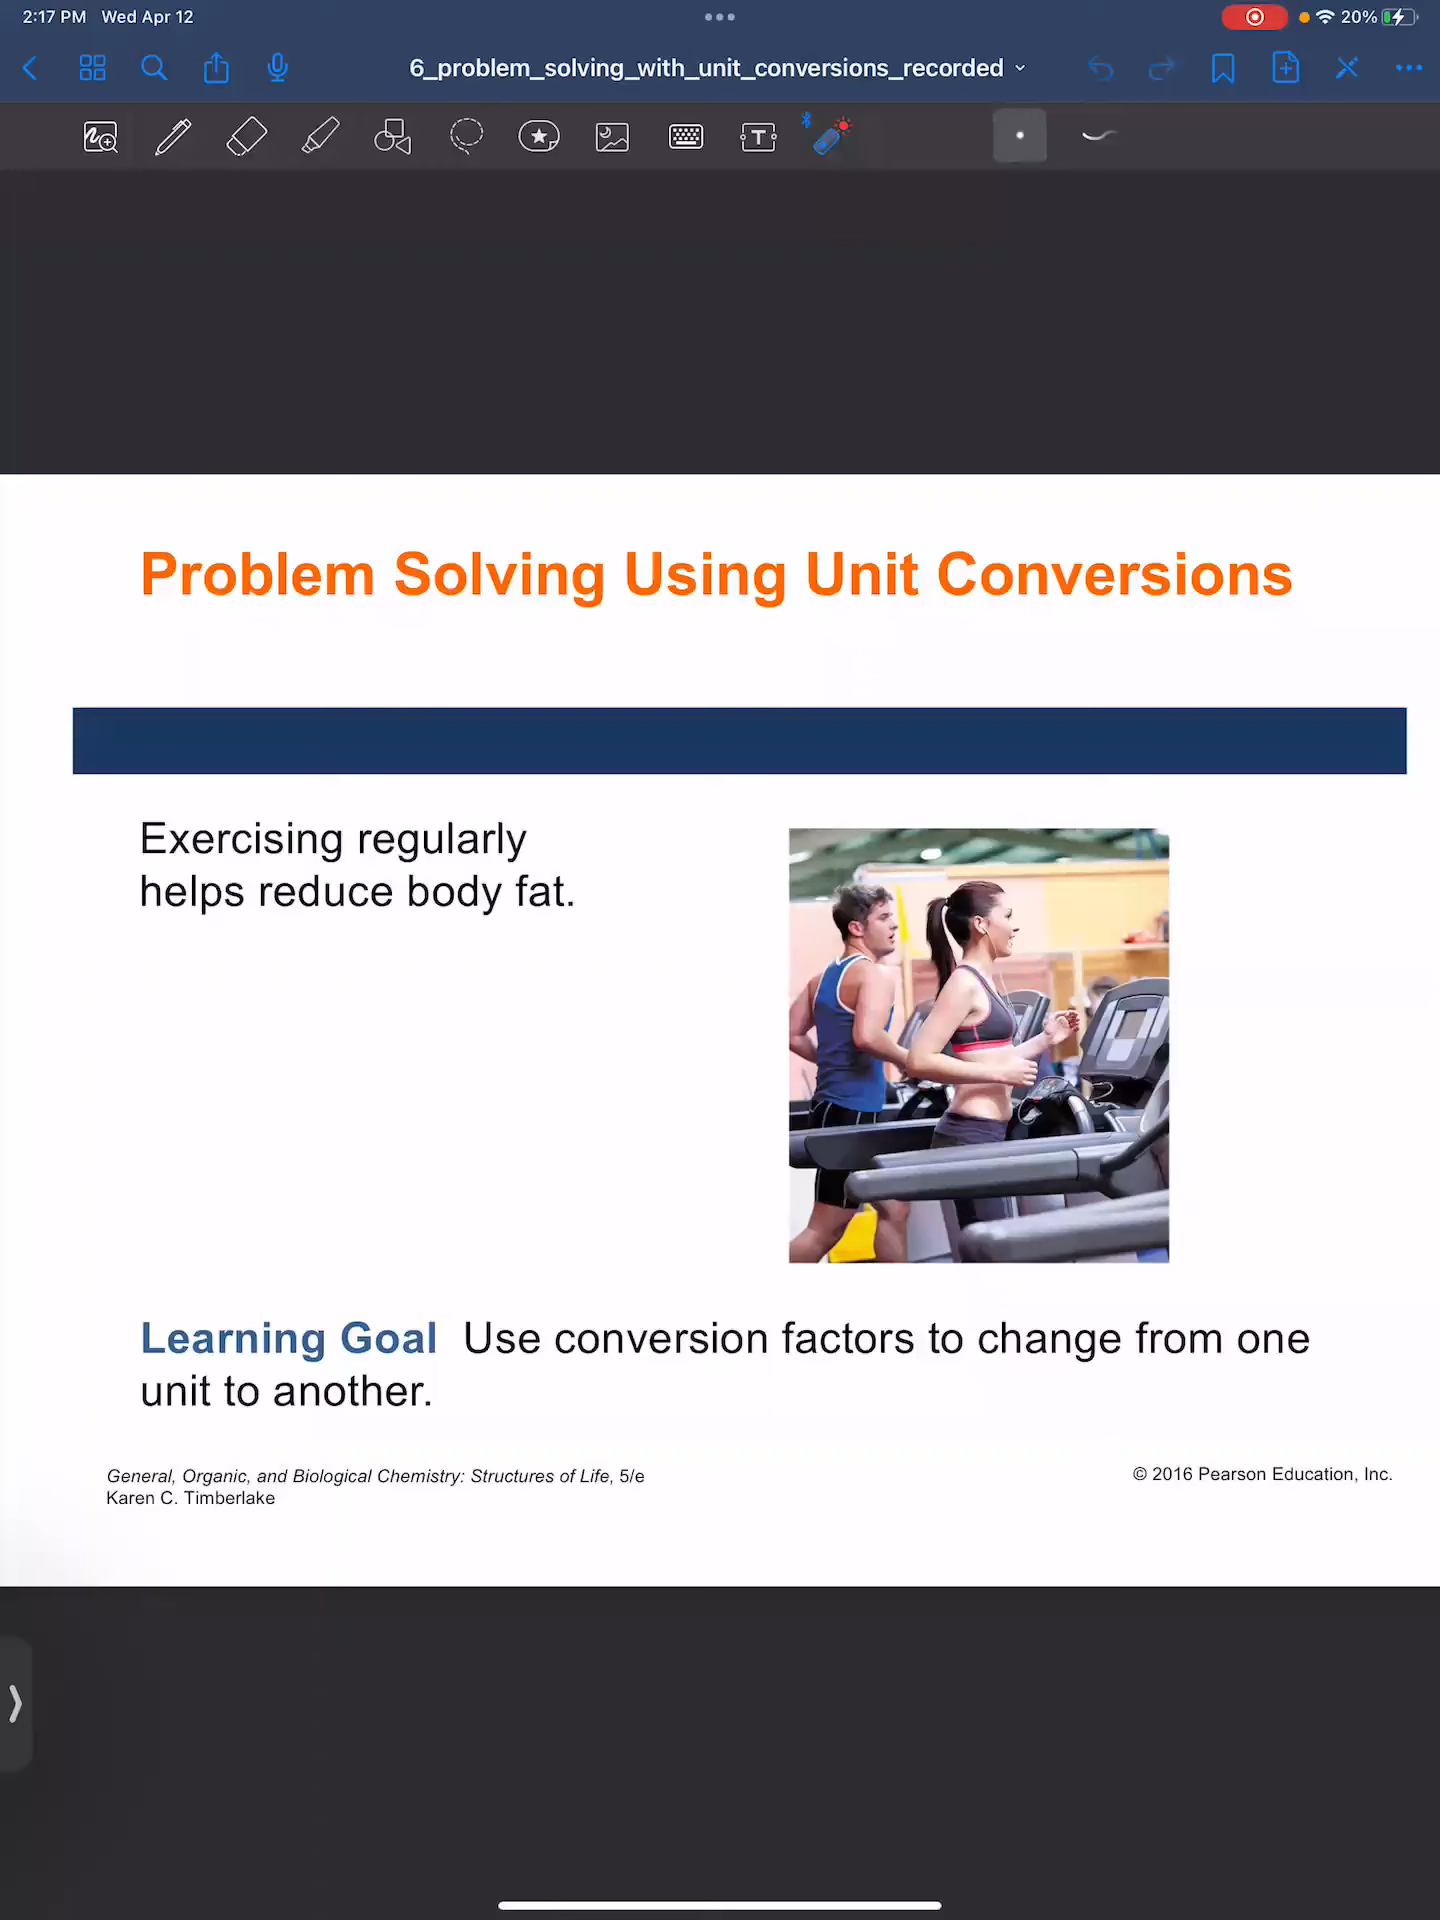 2:17 PM Wed Apr 12
20%
6_problem_solving_with_unit_conversions_recorded
T
Problem Solving Using Unit Conversions
Exercising regularly
helps reduce body fat.
Learning Goal Use conversion factors to change from one
unit to another.
General, Organic, and Biological Chemistry: Structures of Life, 5/e
Karen C. Timberlake
© 2016 Pearson Education, Inc.